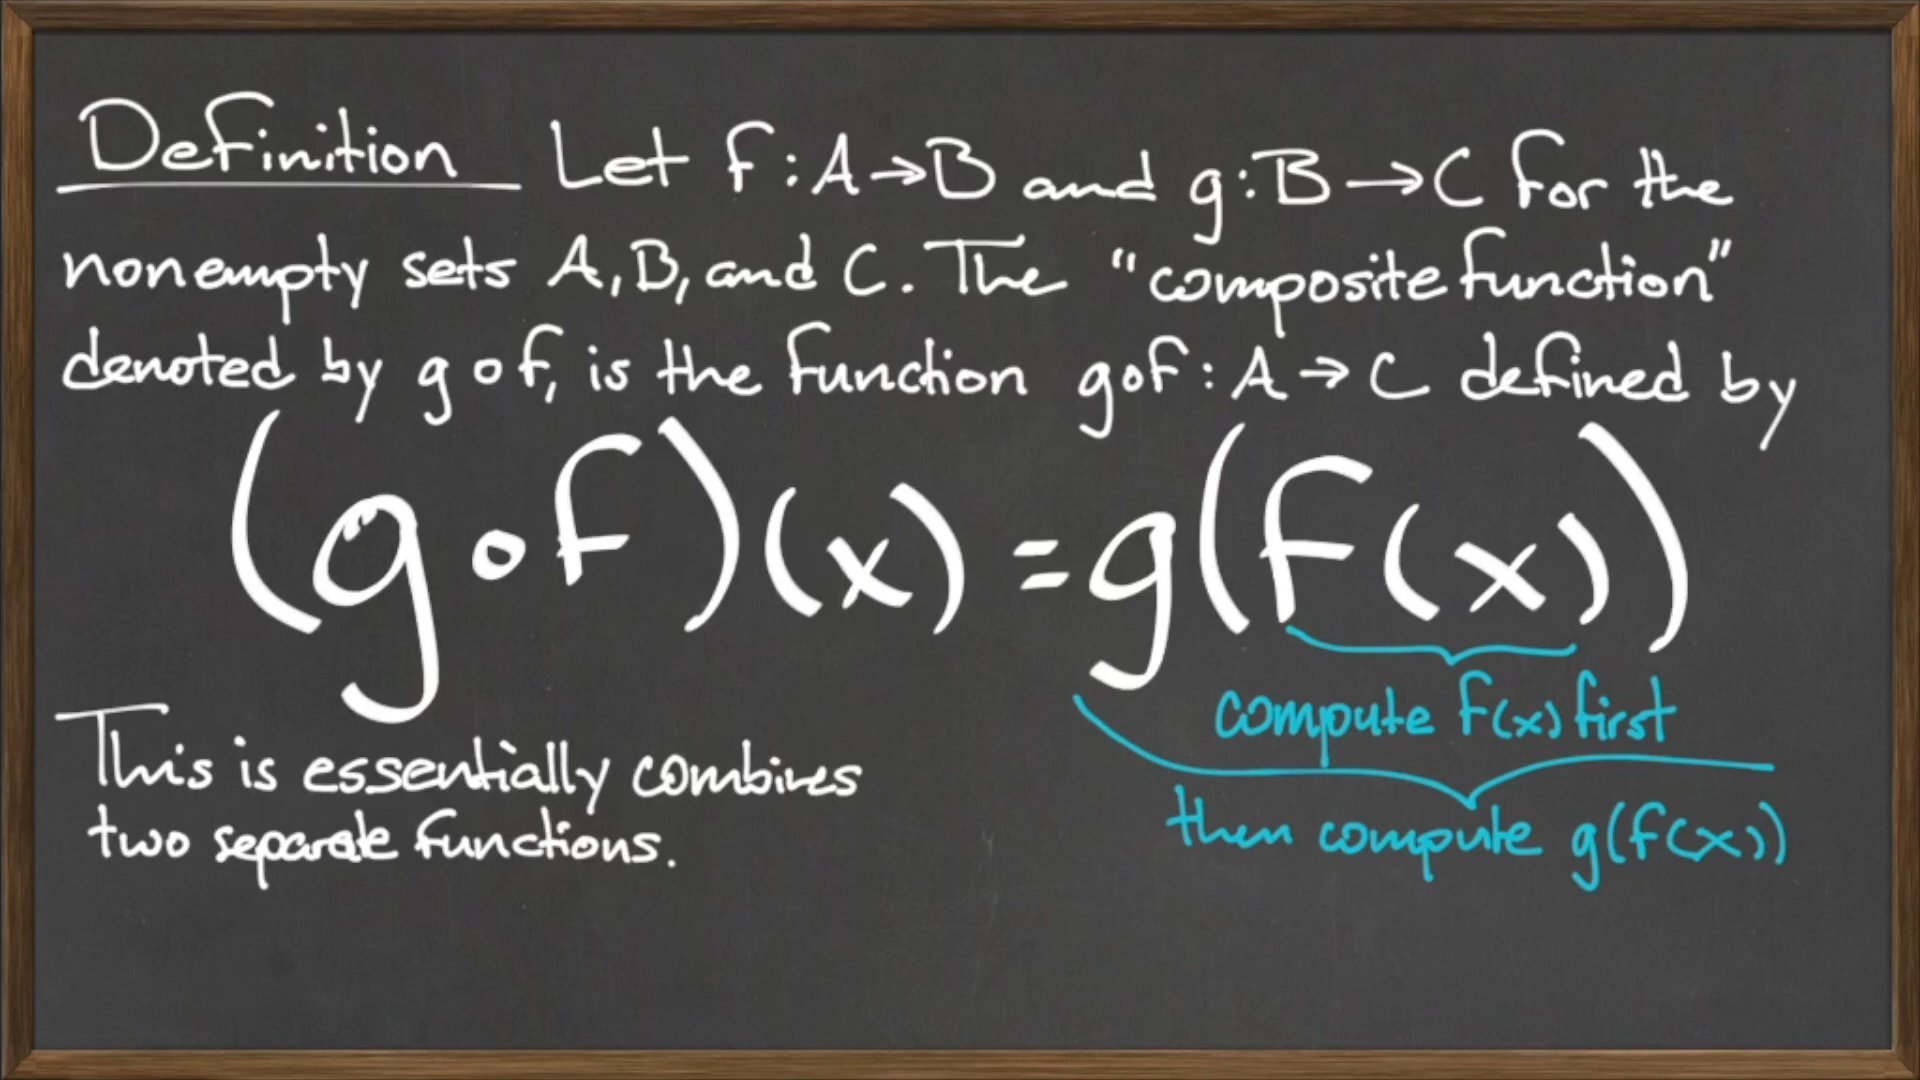 Definition Let f:A→B and g:B→C for the
nonempty sets A, B, and C. The "composite function"
denoted by g∘f, is the function g∘f:A→C defined by
(g∘f)(x)=g(f(x))
compute f(x) first
then compute g(f(x))
This is essentially combines
two separate functions.